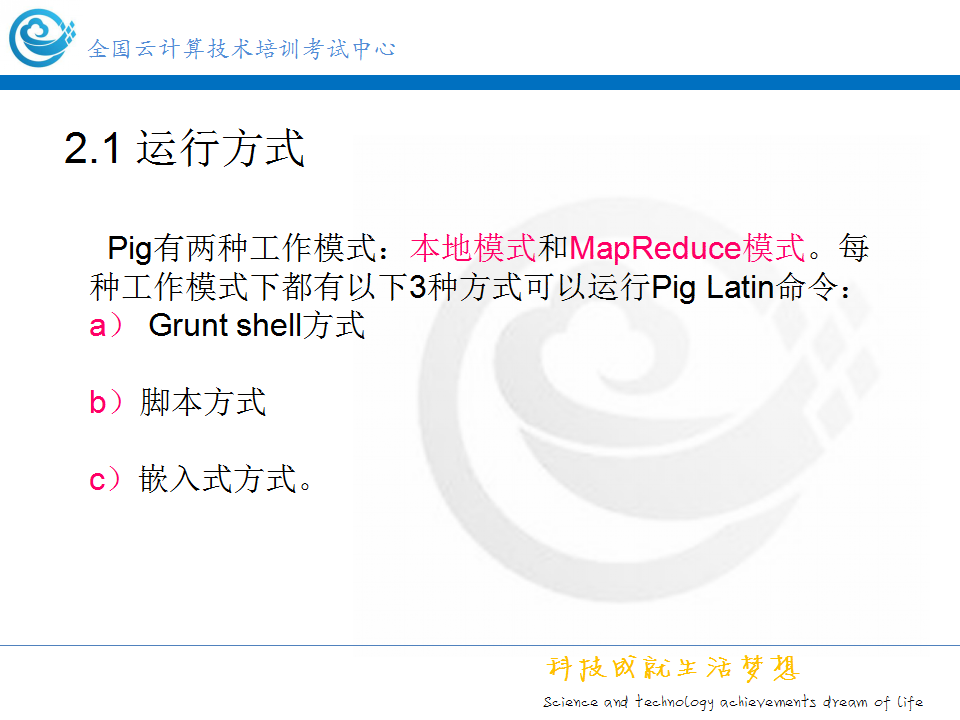 全国云计算技术培训考试中心
2.1 运行方式
Pig有两种工作模式：本地模式和MapReduce模式。每
种工作模式下都有以下3种方式可以运行Pig Latin命令：
a） Grunt shell方式
b）脚本方式
c）嵌入式方式。
科技成就生活梦想
Science and technology achievements dream of life